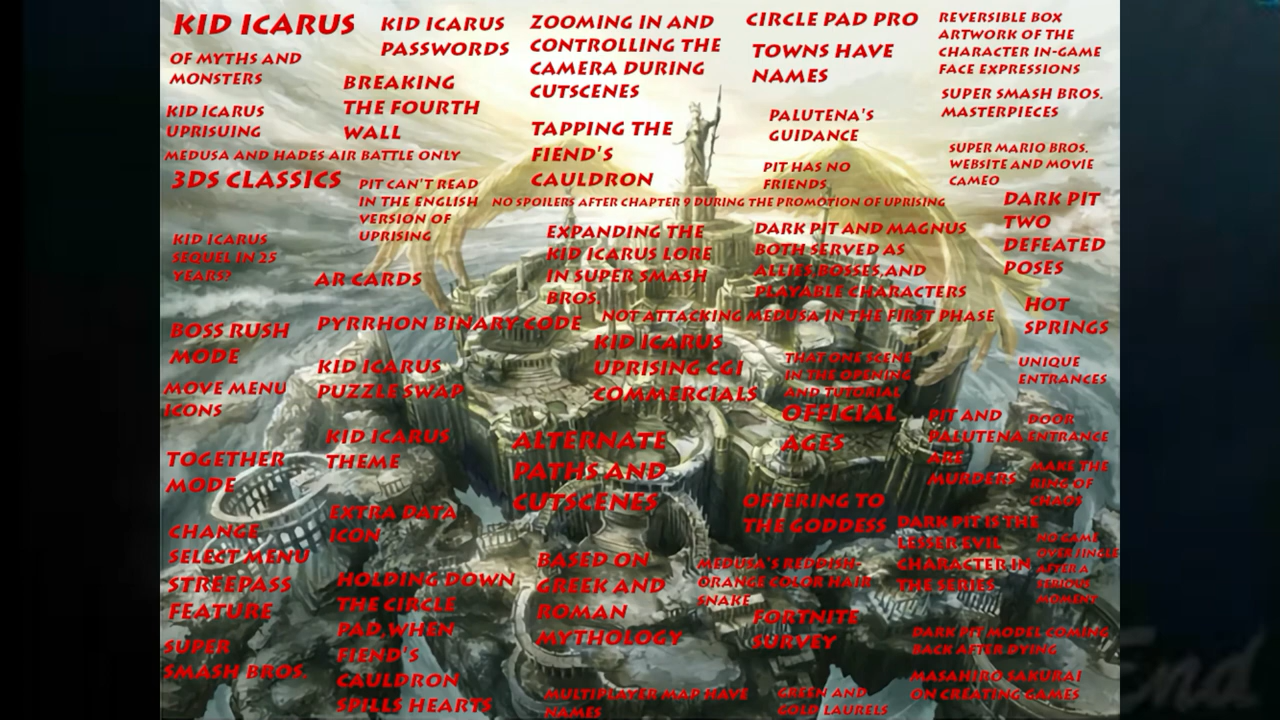 KID ICARUS
OF MYTHS AND
MONSTERS
KID ICARUS
UPRISUING
MEDUSA AND HADES AIR BATTLE ONLY
3DS CLASSICS
KID ICARUS
SEQUEL IN 25
YEARS?
BOSS RUSH
MODE
MOVE MENU
ICONS
TOGETHER
MODE
CHANGE
SELECT MENU
STREEPASS
FEATURE
SUPER
SMASH BROS.
KID ICARUS
PASSWORDS
BREAKING
THE FOURTH
WALL
PIT CAN'T READ
IN THE ENGLISH
VERSION OF
UPRISING
AR CARDS
PYRRHON BINARY CODE
KID ICARUS
PUZZLE SWAP
KID ICARUS
THEME
EXTRA DATA
ICON
HOLDING DOWN
THE CIRCLE
PAD,WHEN
FIEND'S
CAULDRON
SPILLS HEARTS
ZOOMING IN AND
CONTROLLING THE
CAMERA DURING
CUTSCENES
TAPPING THE
FIEND'S
CAULDRON
NO SPOILERS AFTER CHAPTER 9 DURING THE PROMOTION OF UPRISING
EXPANDING THE
KID ICARUS LORE
IN SUPER SMASH
BROS.
NOT ATTACKING MEDUSA IN THE FIRST PHASE
KID ICARUS
UPRISING CGI
COMMERCIALS
ALTERNATE
PATHS AND
CUTSCENES
BASED ON
GREEK AND
ROMAN
MYTHOLOGY
MULTIPLAYER MAP HAVE
NAMES
CIRCLE PAD PRO
TOWNS HAVE
NAMES
PALUTENA'S
GUIDANCE
PIT HAS NO
FRIENDS
DARK PIT AND MAGNUS
BOTH SERVED AS
ALLIES,BOSSES,AND
PLAYABLE CHARACTERS
THAT ONE SCENE
IN THE OPENING
AND TUTORIAL
OFFICIAL
AGES
OFFERING TO
THE GODDESS
MEDUSA'S REDDISH-
ORANGE COLOR HAIR
SNAKE
FORTNITE
SURVEY
GREEN AND
GOLD LAURELS
REVERSIBLE BOX
ARTWORK OF THE
CHARACTER IN-GAME
FACE EXPRESSIONS
SUPER SMASH BROS.
MASTERPIECES
SUPER MARIO BROS.
WEBSITE AND MOVIE
CAMEO
DARK PIT
TWO
DEFEATED
POSES
HOT
SPRINGS
UNIQUE
ENTRANCES
PIT AND
PALUTENA
ARE
MURDERS
DOOR
ENTRANCE
MAKE THE
RING OF
CHAOS
DARK PIT IS THE
LESSER EVIL
CHARACTER IN
THE SERIES
NO GAME
OVER JINGLE
AFTER A
SERIOUS
MOMENT
DARK PIT MODEL COMING
BACK AFTER DYING
MASAHIRO SAKURAI
ON CREATING GAMES
End